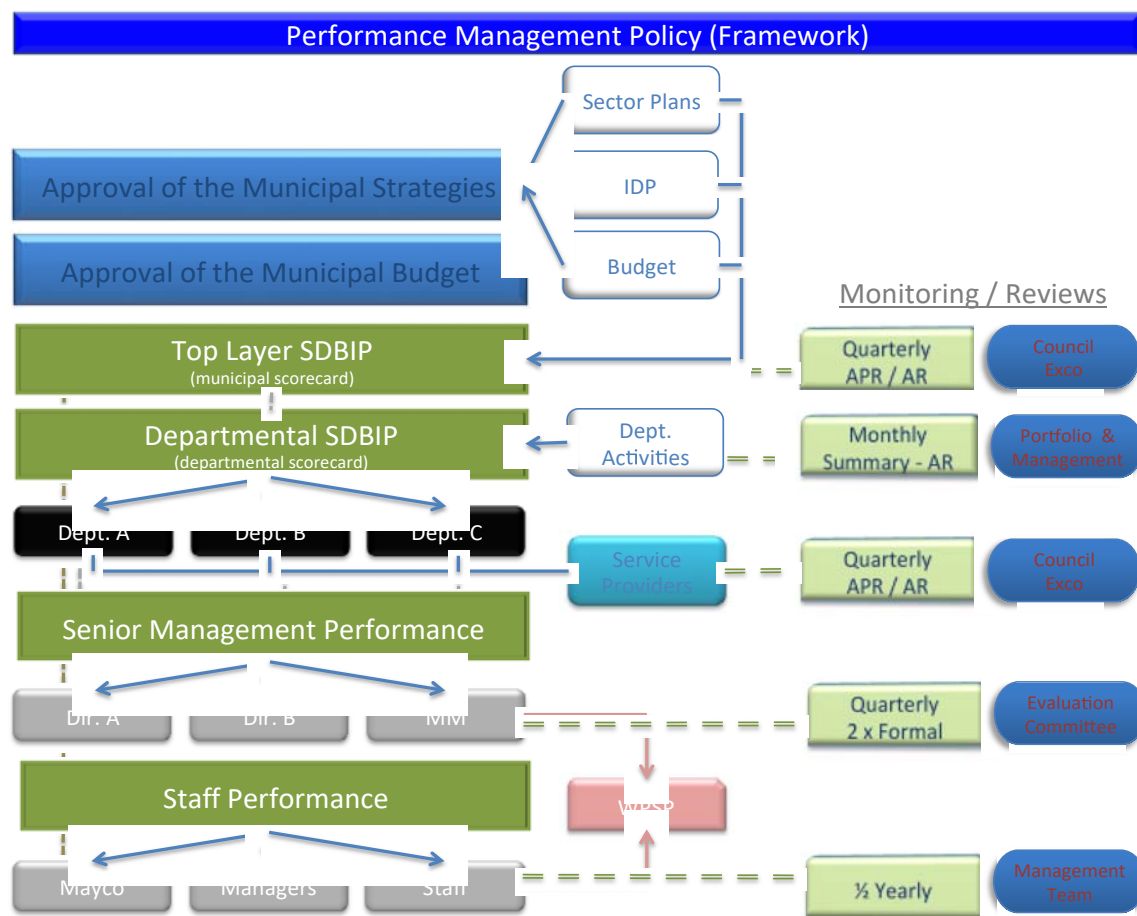 Performance Management Policy (Framework)
Sector Plans
Approval of the Municipal Strategies
IDP
Approval of the Municipal Budget
Budget
Monitoring / Reviews
Top Layer SDBIP
(municipal scorecard)
Quarterly
APR / AR
Council
Exco
Departmental SDBIP
(departmental scorecard)
Dept.
Activities
Monthly
Summary - AR
Portfolio &
Management
Dept. A
Dept. B
Dept. C
Service
Providers
Quarterly
APR / AR
Council
Exco
Senior Management Performance
Dir. A
Dir. B
MM
Quarterly
2 x Formal
Evaluation
Committee
Staff Performance
WPSP
Mayco
Managers
Staff
½ Yearly
Management
Team